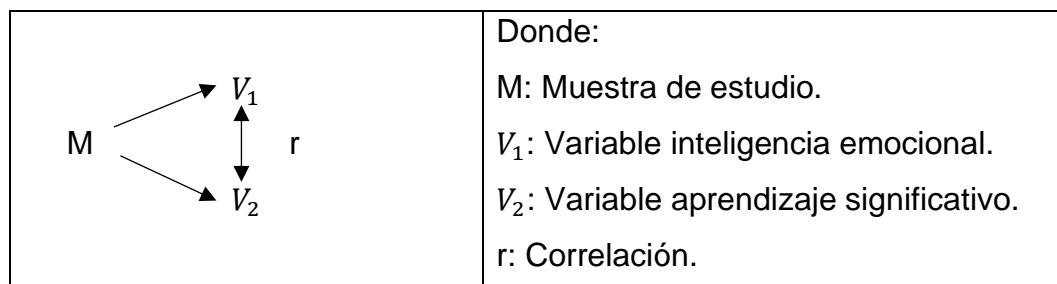 V₁
M
r
V₂
Donde:
M: Muestra de estudio.
V₁: Variable inteligencia emocional.
V₂: Variable aprendizaje significativo.
r: Correlación.